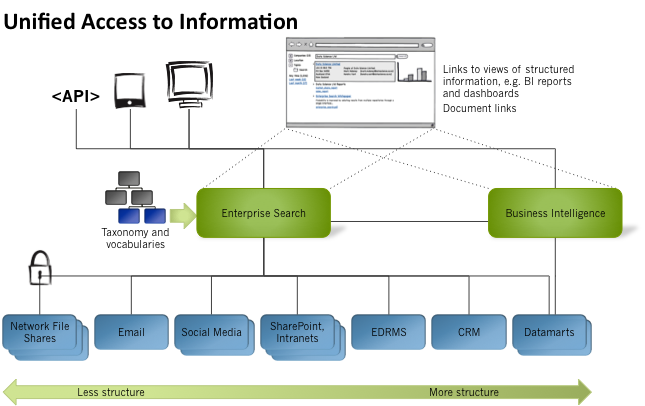 Unified Access to Information
Links to views of structured
information, e.g. BI reports
and dashboards
Document links
<API>
Enterprise Search
Business Intelligence
Taxonomy and
vocabularies
Network File
Shares
Email
Social Media
SharePoint,
Intranets
EDRMS
CRM
Datamarts
Less structure
More structure